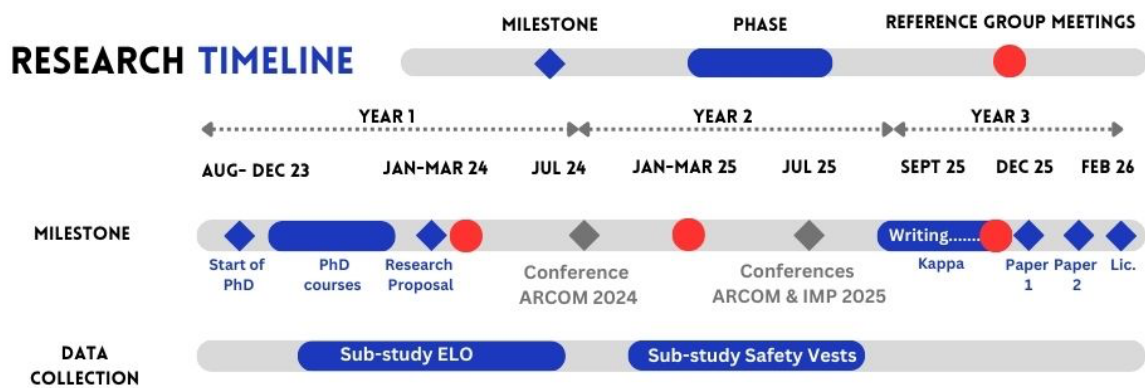 MILESTONE
PHASE
REFERENCE GROUP MEETINGS
RESEARCH TIMELINE
YEAR 1
YEAR 2
YEAR 3
AUG- DEC 23
JAN-MAR 24
JUL 24
JAN-MAR 25
JUL 25
SEPT 25
DEC 25
FEB 26
MILESTONE
Writing.......
Start of
PhD
PhD
courses
Research
Proposal
Conference
ARCOM 2024
Conferences
ARCOM & IMP 2025
Kappa
Paper
1
Paper
2
Lic.
DATA
COLLECTION
Sub-study ELO
Sub-study Safety Vests